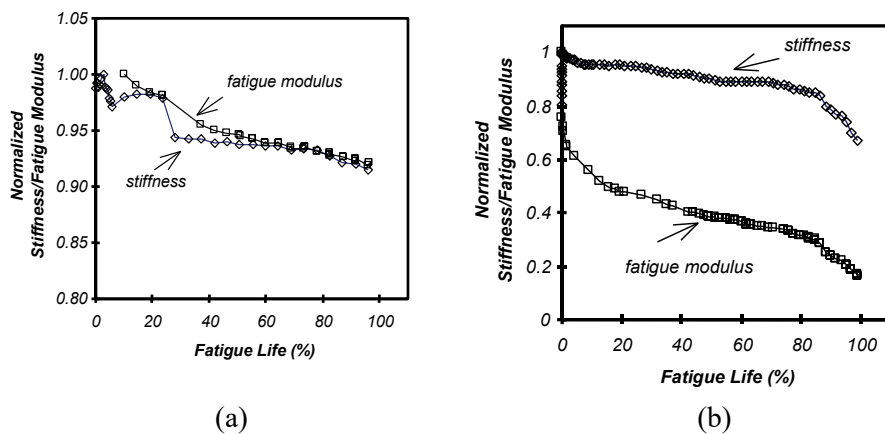 Normalized
Stiffness/Fatigue Modulus
1.05
1.00
0.95
0.90
0.85
0.80
fatigue modulus
stiffness
0 20 40 60 80 100
Fatigue Life (%)
(a)
Normalized
Stiffness/Fatigue Modulus
1
0.8
0.6
0.4
0.2
0
stiffness
fatigue modulus
0 20 40 60 80 100
Fatigue Life (%)
(b)